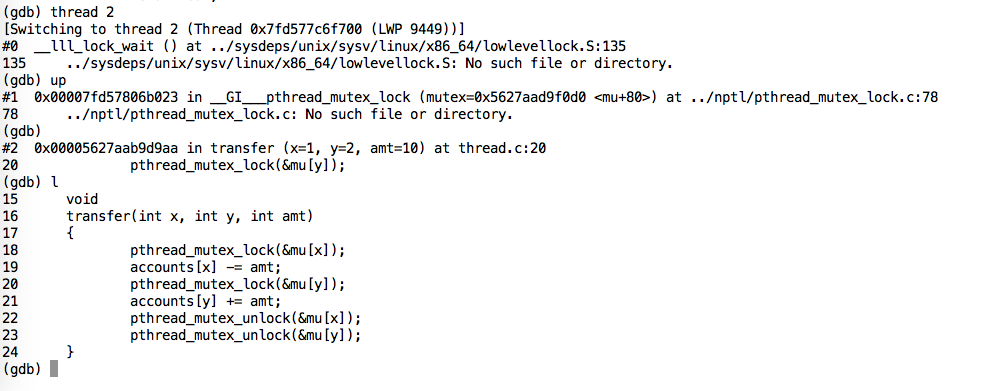 (gdb) thread 2
[Switching to thread 2 (Thread 0x7fd577c6f700 (LWP 9449))]
#0  __lll_lock_wait () at ../sysdeps/unix/sysv/linux/x86_64/lowlevellock.S:135
135     ../sysdeps/unix/sysv/linux/x86_64/lowlevellock.S: No such file or directory.
(gdb) up
#1  0x00007fd57806b023 in __GI___pthread_mutex_lock (mutex=0x5627aad9f0d0 <mu+80>) at ../nptl/pthread_mutex_lock.c:78
78      ../nptl/pthread_mutex_lock.c: No such file or directory.
(gdb)
#2  0x00005627aab9d9aa in transfer (x=1, y=2, amt=10) at thread.c:20
20              pthread_mutex_lock(&mu[y]);
(gdb) l
15      void
16      transfer(int x, int y, int amt)
17      {
18              pthread_mutex_lock(&mu[x]);
19              accounts[x] -= amt;
20              pthread_mutex_lock(&mu[y]);
21              accounts[y] += amt;
22              pthread_mutex_unlock(&mu[x]);
23              pthread_mutex_unlock(&mu[y]);
24      }
(gdb)